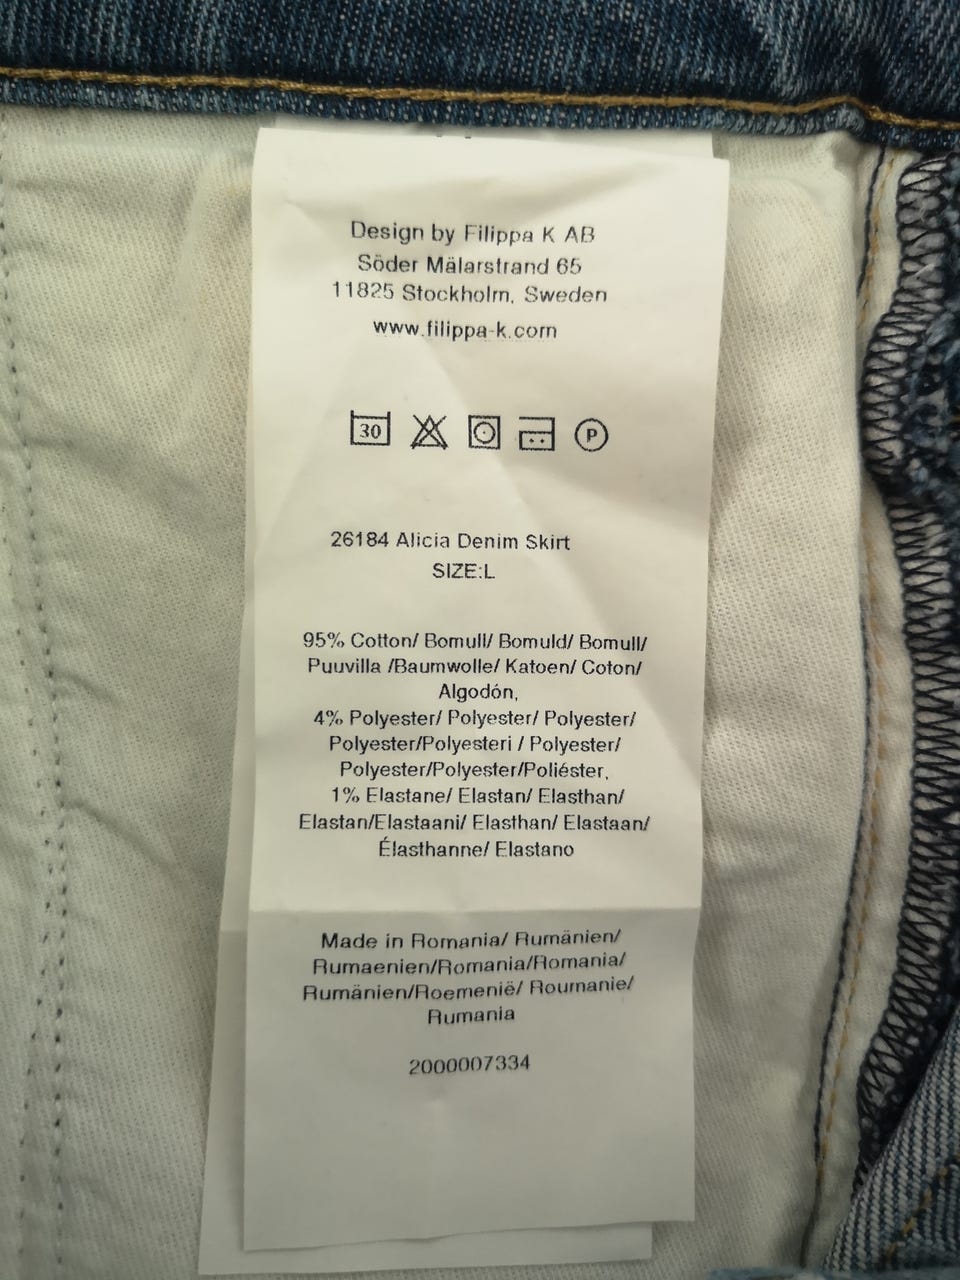 Design by Filippa K AB
Söder Mälarstrand 65
11825 Stockholm, Sweden
www.filippa-k.com
30
P
26184 Alicia Denim Skirt
SIZE:L
95% Cotton/ Bomull/ Bomuld/ Bomull/
Puuvilla /Baumwolle/ Katoen/ Coton/
Algodón,
4% Polyester/ Polyester/ Polyester/
Polyester/Polyesteri / Polyester/
Polyester/Polyester/Poliéster,
1% Elastane/ Elastan/ Elasthan/
Elastan/Elastaani/ Elasthan/ Elastaan/
Élasthanne/ Elastano
Made in Romania/ Rumänien/
Rumaenien/Romania/Romania/
Rumänien/Roemenië/ Roumanie/
Rumania
2000007334